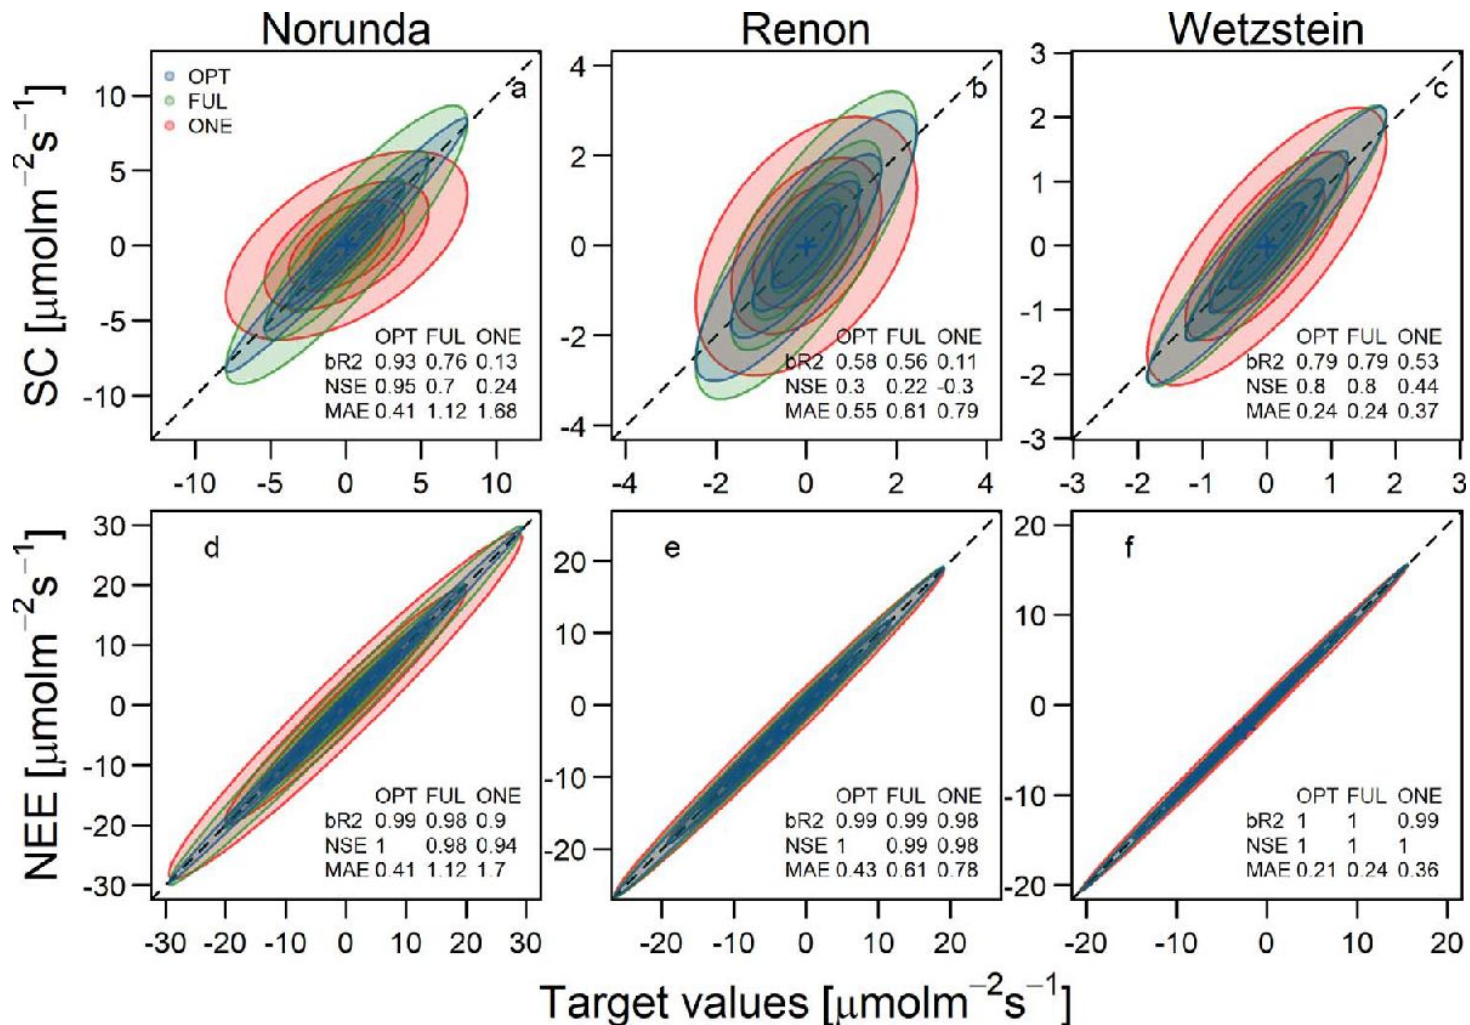 Norunda
Renon
Wetzstein
SC [μmolm−2s−1]
10
5
0
-5
-10
OPT
FUL
ONE
a
OPT FUL ONE
bR2 0.93 0.76 0.13
NSE 0.95 0.7 0.24
MAE 0.41 1.12 1.68
-10 -5 0 5 10
4
2
0
-2
-4
b
OPT FUL ONE
bR2 0.58 0.56 0.11
NSE 0.3 0.22 -0.3
MAE 0.55 0.61 0.79
-4 -2 0 2 4
3
2
1
0
-1
-2
-3
c
OPT FUL ONE
bR2 0.79 0.79 0.53
NSE 0.8 0.8 0.44
MAE 0.24 0.24 0.37
-3 -2 -1 0 1 2 3
NEE [μmolm−2s−1]
30
20
10
0
-10
-20
-30
d
OPT FUL ONE
bR2 0.99 0.98 0.9
NSE 1 0.98 0.94
MAE 0.41 1.12 1.7
-30 -20 -10 0 10 20 30
20
10
0
-10
-20
e
OPT FUL ONE
bR2 0.99 0.99 0.98
NSE 1 0.99 0.98
MAE 0.43 0.61 0.78
-20 -10 0 10 20
20
10
0
-10
-20
f
OPT FUL ONE
bR2 1 1 0.99
NSE 1 1 1
MAE 0.21 0.24 0.36
-20 -10 0 10 20
Target values [μmolm−2s−1]